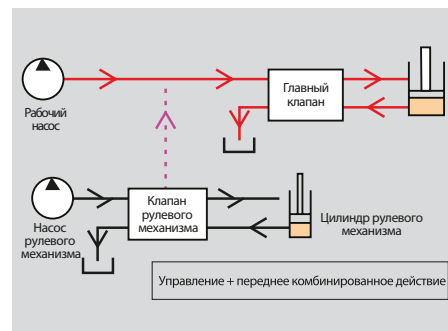 Рабочий
насос
Главный
клапан
Насос
рулевого
механизма
Клапан
рулевого
механизма
Цилиндр рулевого
механизма
Управление + переднее комбинированное действие